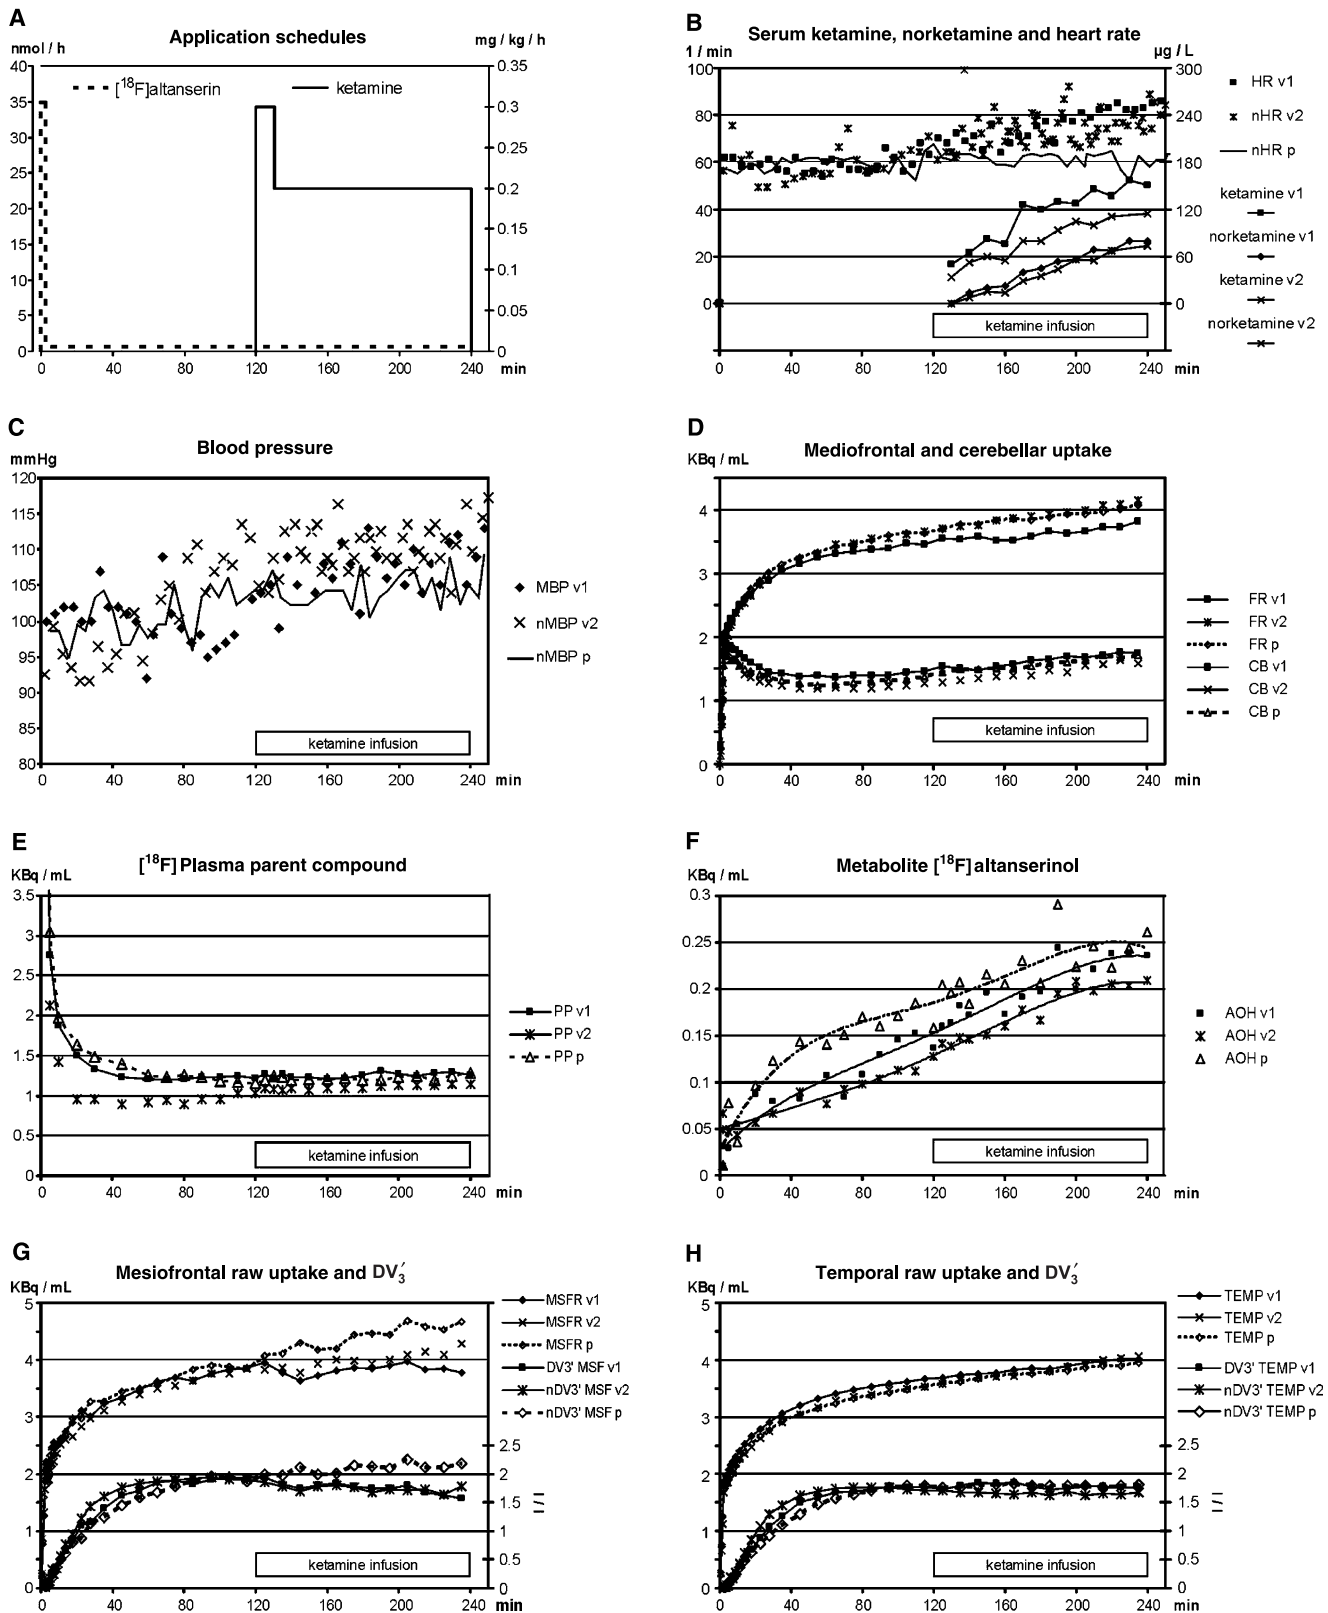 A
Application schedules
nmol / h
mg / kg / h
[18F]altanserin
ketamine
40
35
30
25
20
15
10
5
0
0.35
0.3
0.25
0.2
0.15
0.1
0.05
0
0 40 80 120 160 200 240 min
B
Serum ketamine, norketamine and heart rate
1 / min
µg / L
100
80
60
40
20
0
300
240
180
120
60
0
ketamine infusion
0 40 80 120 160 200 240 min
HR v1
nHR v2
nHR p
ketamine v1
norketamine v1
ketamine v2
norketamine v2
C
Blood pressure
mmHg
120
115
110
105
100
95
90
85
80
ketamine infusion
0 40 80 120 160 200 240 min
MBP v1
nMBP v2
nMBP p
D
Mediofrontal and cerebellar uptake
KBq / mL
4
3
2
1
0
ketamine infusion
0 40 80 120 160 200 240 min
FR v1
FR v2
FR p
CB v1
CB v2
CB p
E
[18F] Plasma parent compound
KBq / mL
3.5
3
2.5
2
1.5
1
0.5
0
ketamine infusion
0 40 80 120 160 200 240 min
PP v1
PP v2
PP p
F
Metabolite [18F] altanserinol
KBq / mL
0.3
0.25
0.2
0.15
0.1
0.05
0
ketamine infusion
0 40 80 120 160 200 240 min
AOH v1
AOH v2
AOH p
G
Mesiofrontal raw uptake and DV3′
KBq / mL
5
4
3
2
1
0
2.5
2
1.5
1
0.5
0
ml / ml
ketamine infusion
0 40 80 120 160 200 240 min
MSFR v1
MSFR v2
MSFR p
DV3' MSF v1
nDV3' MSF v2
nDV3' MSF p
H
Temporal raw uptake and DV3′
KBq / mL
5
4
3
2
1
0
2.5
2
1.5
1
0.5
0
ketamine infusion
0 40 80 120 160 200 240 min
TEMP v1
TEMP v2
TEMP p
DV3' TEMP v1
nDV3' TEMP v2
nDV3' TEMP p